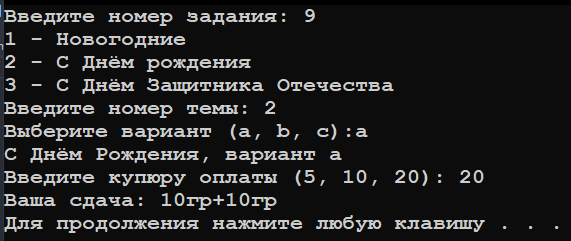 Введите номер задания: 9
1 - Новогодние
2 - С Днём рождения
3 - С Днём Защитника Отечества
Введите номер темы: 2
Выберите вариант (a, b, c):a
С Днём Рождения, вариант a
Введите купюру оплаты (5, 10, 20): 20
Ваша сдача: 10гр+10гр
Для продолжения нажмите любую клавишу . . .